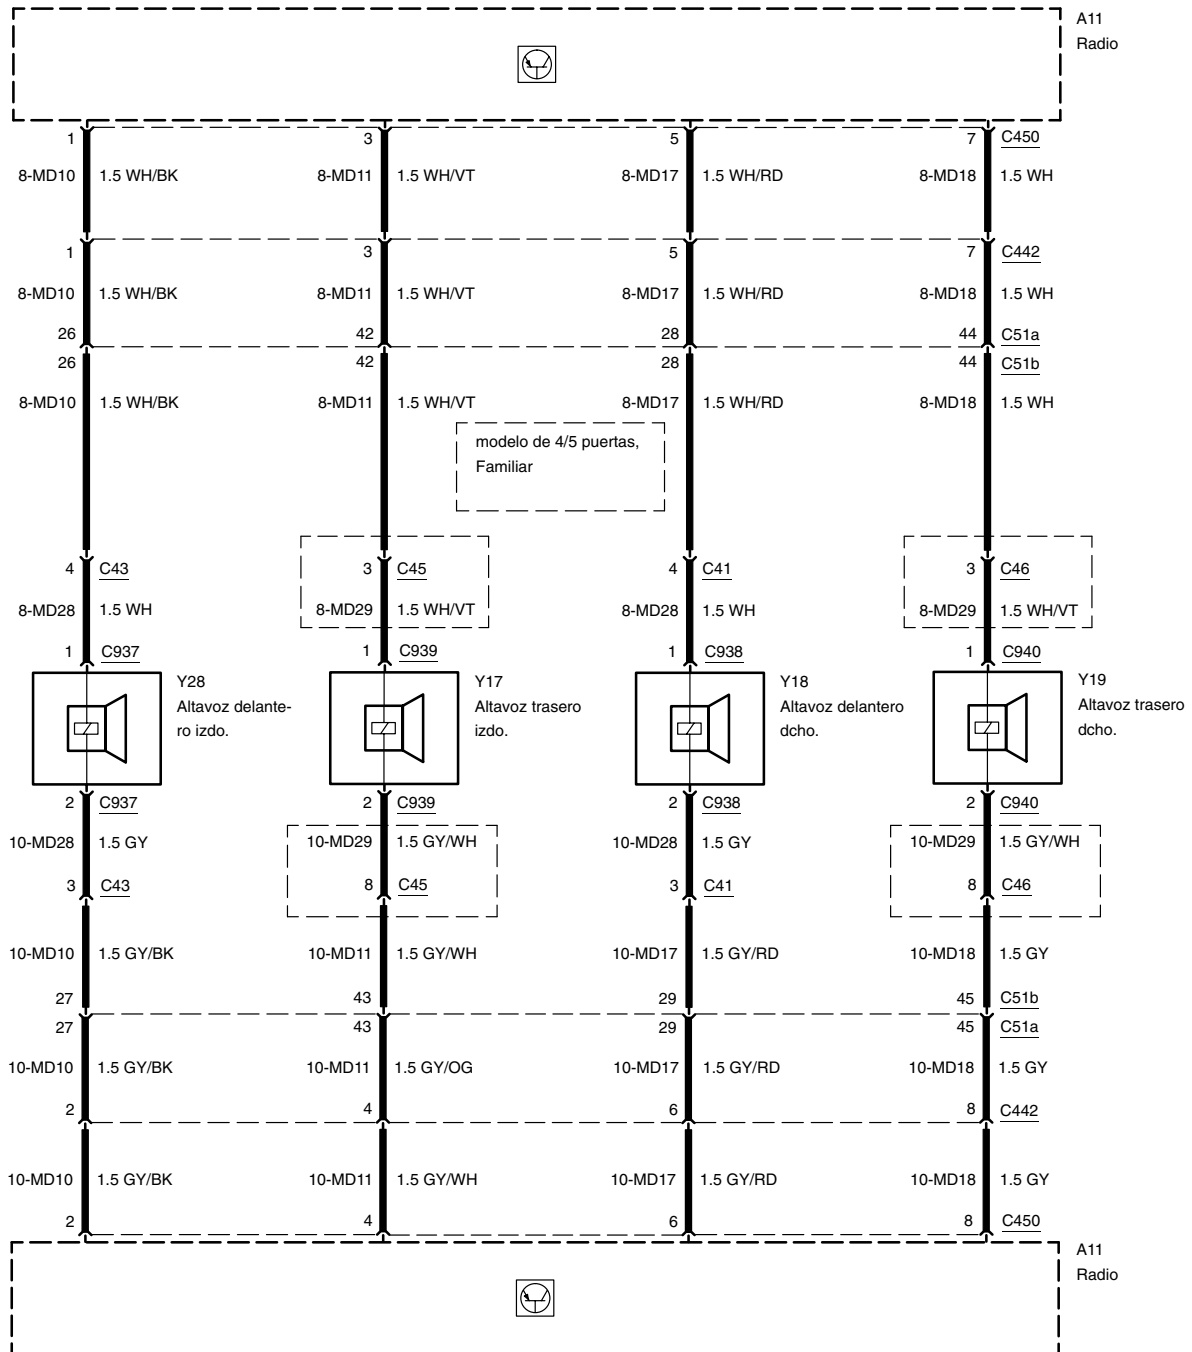 A11
Radio
1 3 5 7 C450
8-MD10 1.5 WH/BK 8-MD11 1.5 WH/VT 8-MD17 1.5 WH/RD 8-MD18 1.5 WH
1 3 5 7 C442
8-MD10 1.5 WH/BK 8-MD11 1.5 WH/VT 8-MD17 1.5 WH/RD 8-MD18 1.5 WH
26 42 28 44 C51a
26 42 28 44 C51b
8-MD10 1.5 WH/BK 8-MD11 1.5 WH/VT 8-MD17 1.5 WH/RD 8-MD18 1.5 WH
modelo de 4/5 puertas,
Familiar
4 C43 3 C45 4 C41 3 C46
8-MD28 1.5 WH 8-MD29 1.5 WH/VT 8-MD28 1.5 WH 8-MD29 1.5 WH/VT
1 C937 1 C939 1 C938 1 C940
Y28
Altavoz delante-
ro izdo.
Y17
Altavoz trasero
izdo.
Y18
Altavoz delantero
dcho.
Y19
Altavoz trasero
dcho.
2 C937 2 C939 2 C938 2 C940
10-MD28 1.5 GY 10-MD29 1.5 GY/WH 10-MD28 1.5 GY 10-MD29 1.5 GY/WH
3 C43 8 C45 3 C41 8 C46
10-MD10 1.5 GY/BK 10-MD11 1.5 GY/WH 10-MD17 1.5 GY/RD 10-MD18 1.5 GY
27 43 29 45 C51b
27 43 29 45 C51a
10-MD10 1.5 GY/BK 10-MD11 1.5 GY/OG 10-MD17 1.5 GY/RD 10-MD18 1.5 GY
2 4 6 8 C442
10-MD10 1.5 GY/BK 10-MD11 1.5 GY/WH 10-MD17 1.5 GY/RD 10-MD18 1.5 GY
2 4 6 8 C450
A11
Radio